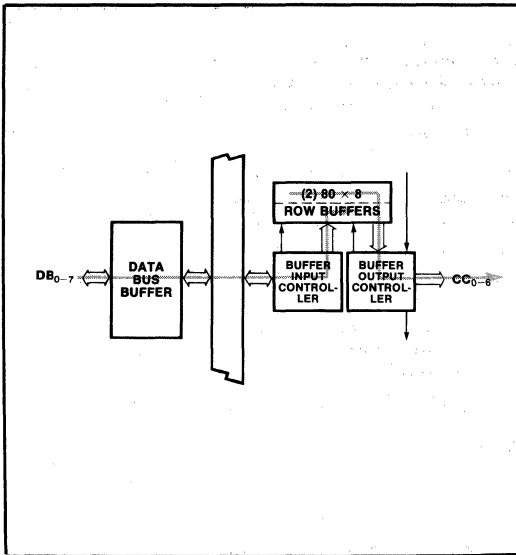 (2) 80 × 8
ROW BUFFERS
DB0–7
DATA
BUS
BUFFER
BUFFER
INPUT
CONTROL-
LER
BUFFER
OUTPUT
CONTROL-
LER
CC0–6